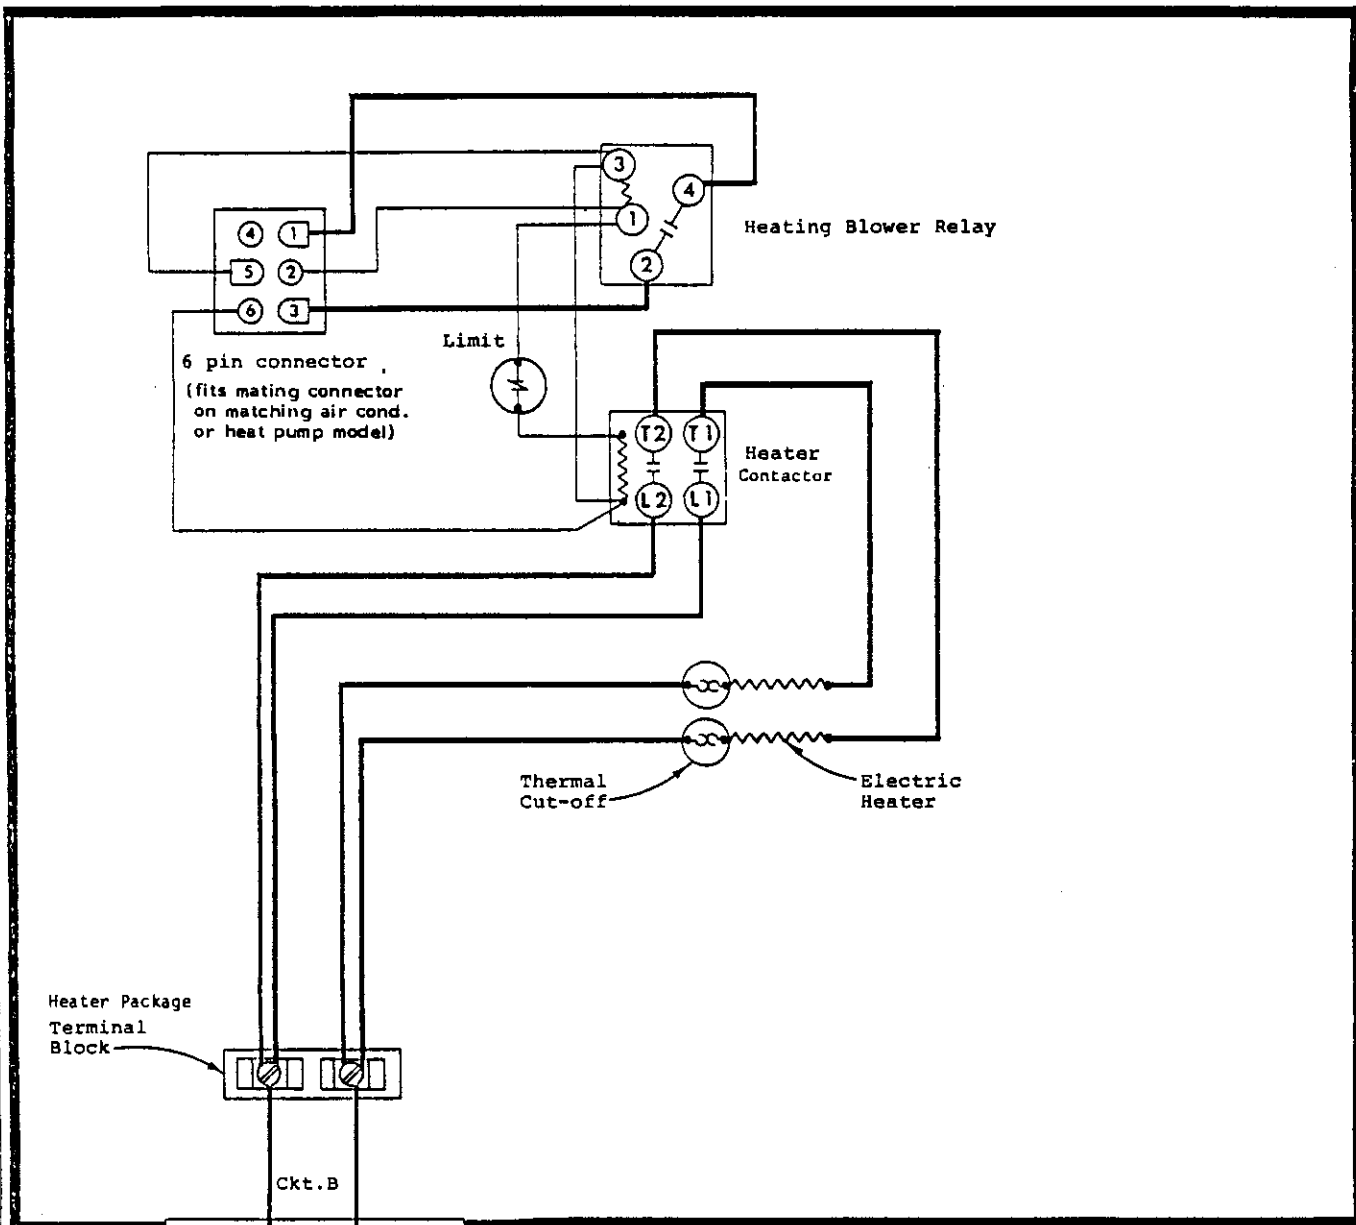 3
4
1
2
Heating Blower Relay
4 1
5 2
6 3
6 pin connector
(fits mating connector
on matching air cond.
or heat pump model)
Limit
T2 T1
L2 L1
Heater
Contactor
Thermal
Cut-off
Electric
Heater
Heater Package
Terminal
Block
Ckt.B